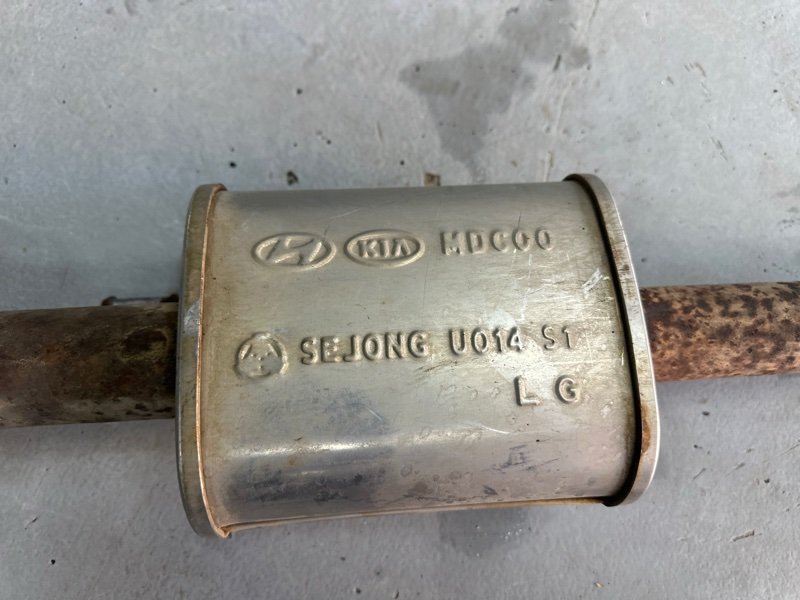 H KIA MDC00
SEJONG U014 S1
L G